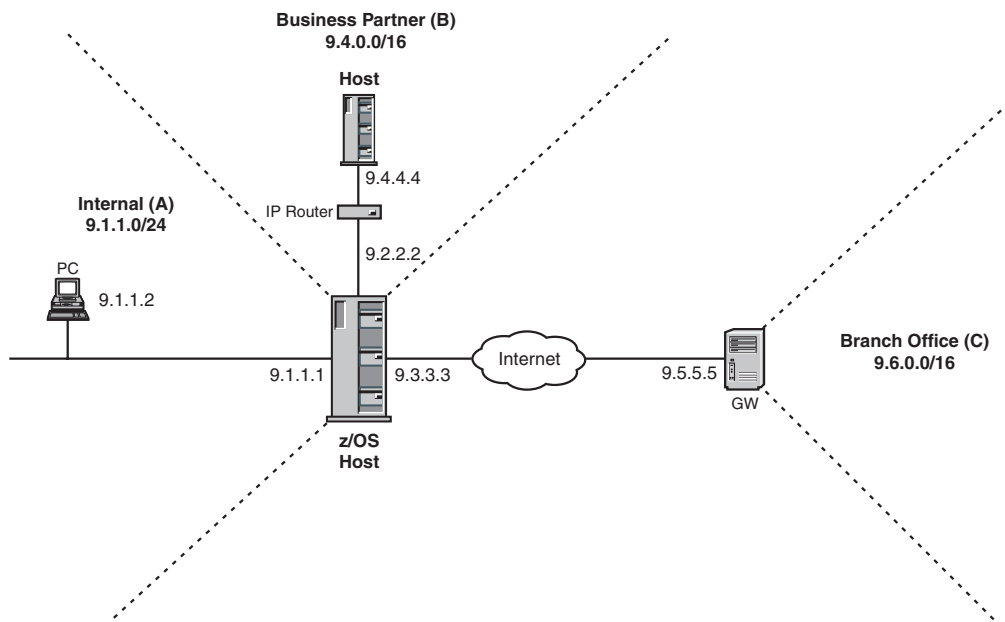 Business Partner (B)
9.4.0.0/16
Host
9.4.4.4
IP Router
Internal (A)
9.1.1.0/24
9.2.2.2
PC
9.1.1.2
Internet
Branch Office (C)
9.6.0.0/16
9.1.1.1
9.3.3.3
9.5.5.5
GW
z/OS
Host